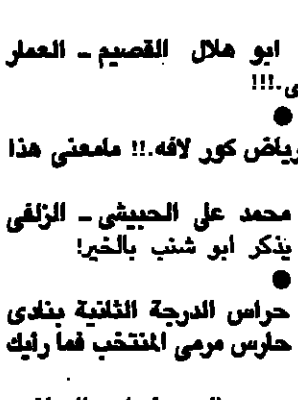 ابو هلال القصيم ـ العمار
ى.!!!
رياض كور لافه.!! مامعنى هذا
محمد على الحبيشى ـ الزلفى
يذكر ابو شنب بالخير!
حراس الدرجة الثانية بنادى
حارس مرمى المنتخب فما رئيك